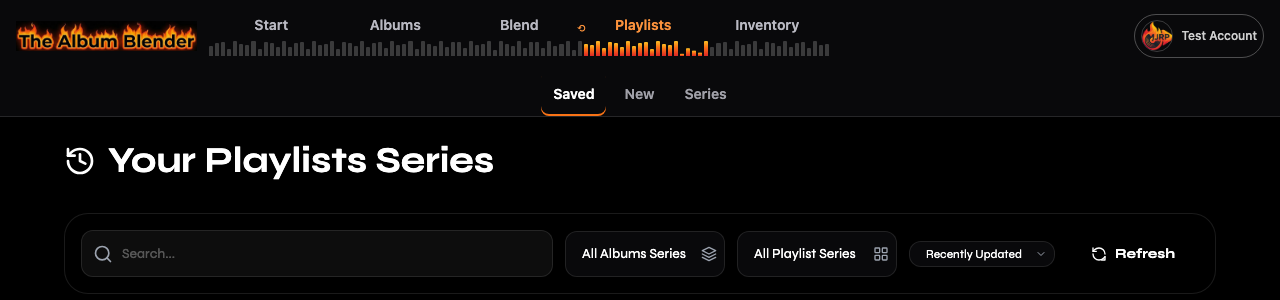 The Album Blender
Start Albums Blend Playlists Inventory
Test Account
Saved New Series
Your Playlists Series
Search... All Albums Series All Playlist Series Recently Updated Refresh